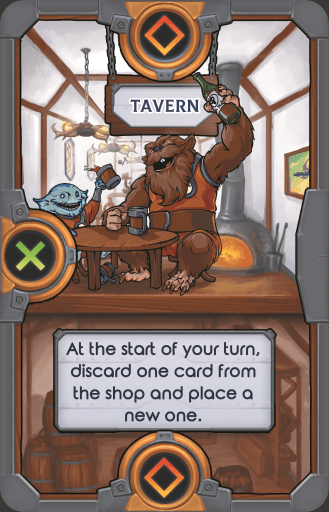 TAVERN
At the start of your turn,
discard one card from
the shop and place a
new one.